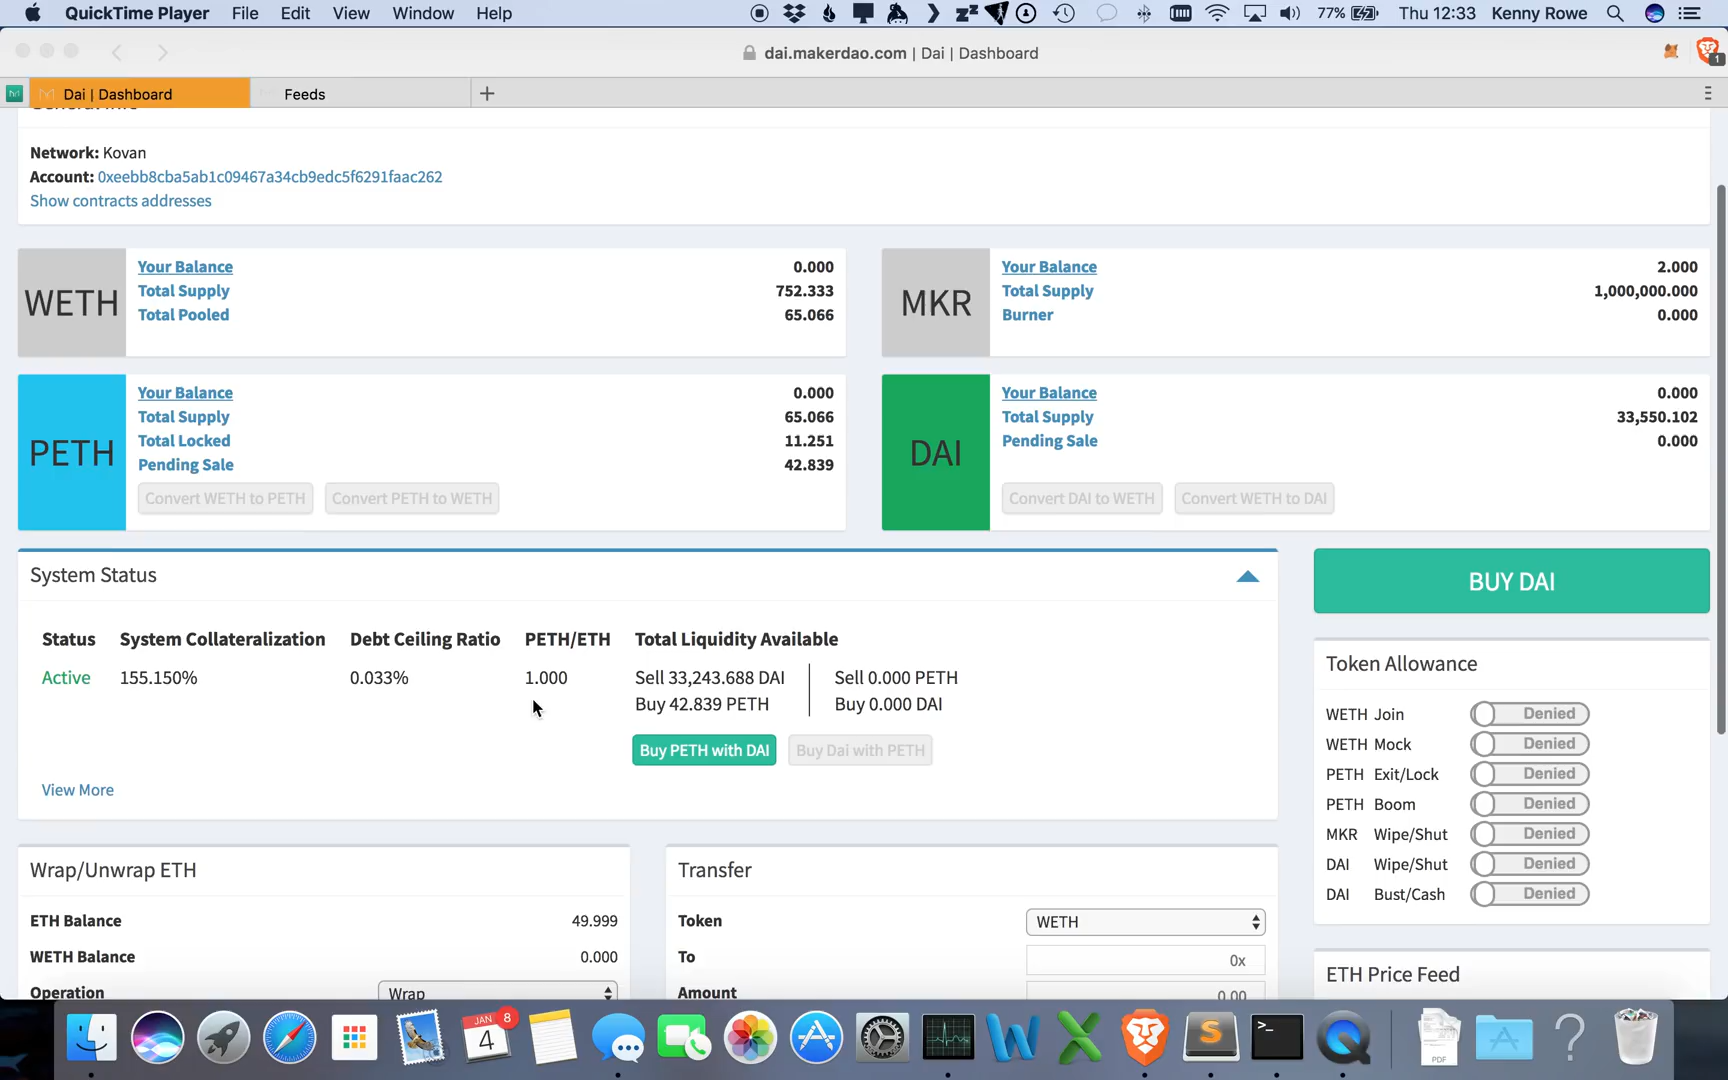 QuickTime Player File Edit View Window Help 77% Thu 12:33 Kenny Rowe
dai.makerdao.com | Dai | Dashboard
1
Dai | Dashboard Feeds
Network: Kovan
Account: 0xeebb8cba5ab1c09467a34cb9edc5f6291faac262
Show contracts addresses
WETH
Your Balance 0.000
Total Supply 752.333
Total Pooled 65.066
MKR
Your Balance 2.000
Total Supply 1,000,000.000
Burner 0.000
PETH
Your Balance 0.000
Total Supply 65.066
Total Locked 11.251
Pending Sale 42.839
Convert WETH to PETH Convert PETH to WETH
DAI
Your Balance 0.000
Total Supply 33,550.102
Pending Sale 0.000
Convert DAI to WETH Convert WETH to DAI
System Status
Status System Collateralization Debt Ceiling Ratio PETH/ETH Total Liquidity Available
Active 155.150% 0.033% 1.000 Sell 33,243.688 DAI Sell 0.000 PETH
Buy 42.839 PETH Buy 0.000 DAI
Buy PETH with DAI Buy Dai with PETH
View More
BUY DAI
Token Allowance
WETH Join Denied
WETH Mock Denied
PETH Exit/Lock Denied
PETH Boom Denied
MKR Wipe/Shut Denied
DAI Wipe/Shut Denied
DAI Bust/Cash Denied
Wrap/Unwrap ETH
ETH Balance 49.999
WETH Balance 0.000
Operation Wrap
Transfer
Token WETH
To 0x
Amount 0.00
ETH Price Feed
JAN 8
4
PDF